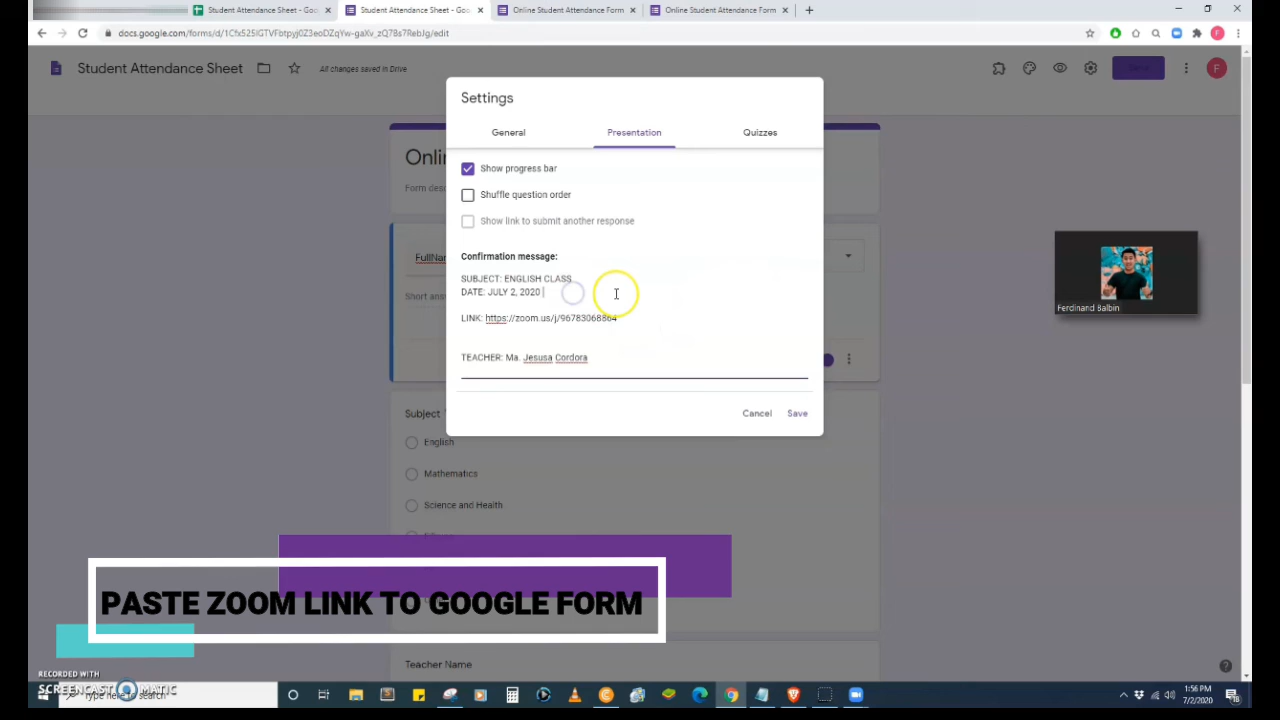 Student Attendance Sheet - Goo
Student Attendance Sheet - Goo
Online Student Attendance Form
Online Student Attendance Form
docs.google.com/forms/d/
/edit
Student Attendance Sheet
All changes saved in Drive
F
Settings
General
Presentation
Quizzes
Show progress bar
Shuffle question order
Show link to submit another response
Confirmation message:
SUBJECT: ENGLISH CLASS
DATE: JULY 2, 2020
LINK: https://zoom.us/j/96783068864
TEACHER: Ma. Jesusa Cordora
Cancel
Save
Onli
Form desc
FullNam
Short ans
Subject
English
Mathematics
Science and Health
Teacher Name
Ferdinand Balbin
PASTE ZOOM LINK TO GOOGLE FORM
RECORDED WITH
SCREENCAST MATIC
Type here to search
1:56 PM
7/2/2020